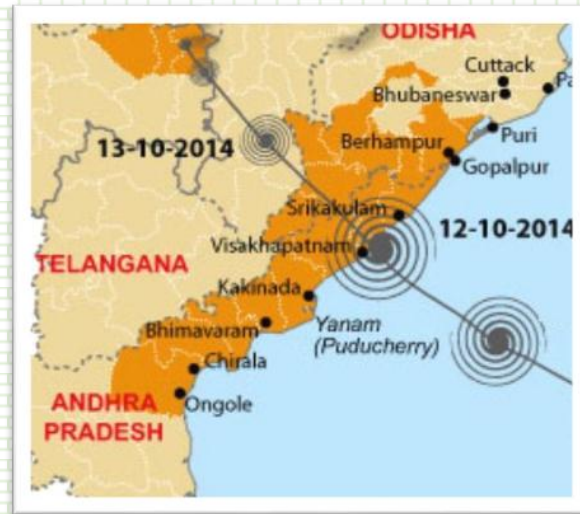 ODISHA
Cuttack
Bhubaneswar
Puri
13-10-2014
Berhampur
Gopalpur
Srikakulam
12-10-2014
Visakhapatnam
TELANGANA
Kakinada
Yanam
(Puducherry)
Bhimavaram
Chirala
ANDHRA
PRADESH
Ongole